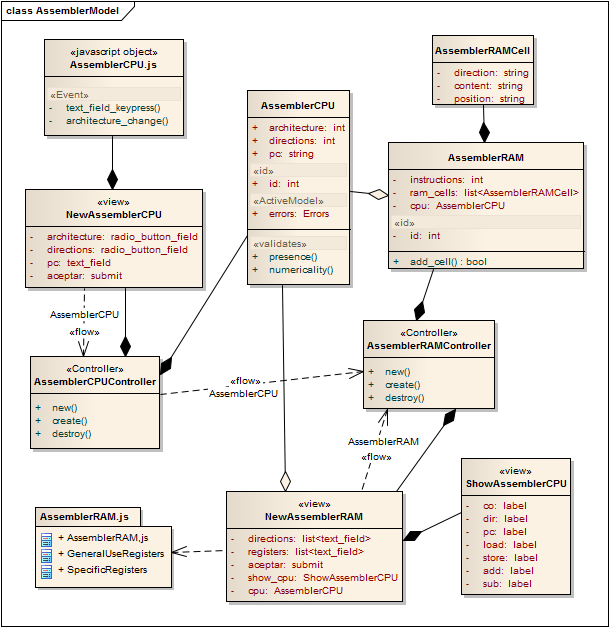 class AssemblerModel
«javascript object»
AssemblerCPU.js
«Event»
- text_field_keypress()
- architecture_change()
AssemblerCPU
+ architecture: int
+ directions: int
+ pc: string
«id»
+ id: int
«ActiveModel»
+ errors: Errors
«validates»
+ presence()
+ numericality()
AssemblerRAMCell
- direction: string
- content: string
- position: string
AssemblerRAM
- instructions: int
- ram_cells: list<AssemblerRAMCell>
- cpu: AssemblerCPU
«id»
- id: int
+ add_cell() : bool
«view»
NewAssemblerCPU
- architecture: radio_button_field
- directions: radio_button_field
- pc: text_field
- aceptar: submit
AssemblerCPU
«flow»
«Controller»
AssemblerCPUController
+ new()
+ create()
+ destroy()
«flow»
AssemblerCPU
«Controller»
AssemblerRAMController
+ new()
+ create()
+ destroy()
AssemblerRAM
«flow»
AssemblerRAM.js
+ AssemblerRAM.js
+ GeneralUseRegisters
+ SpecificRegisters
«view»
NewAssemblerRAM
- directions: list<text_field>
- registers: list<text_field>
- aceptar: submit
- show_cpu: ShowAssemblerCPU
- cpu: AssemblerCPU
«view»
ShowAssemblerCPU
- co: label
- dir: label
- pc: label
- load: label
- store: label
- add: label
- sub: label